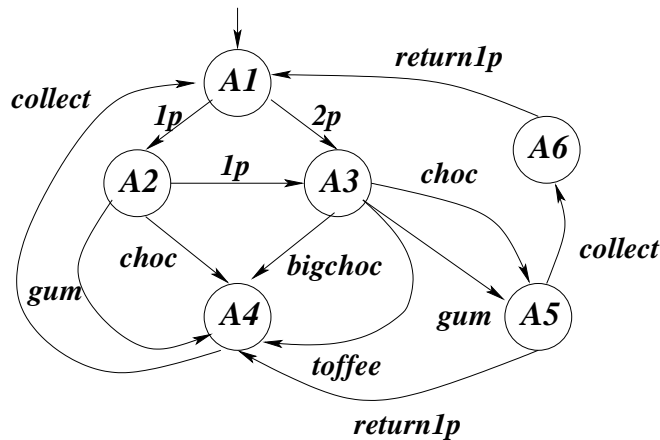 return1p
A1
collect
1p
2p
A6
1p
choc
A2
A3
choc
bigchoc
collect
gum
A4
gum
A5
toffee
return1p